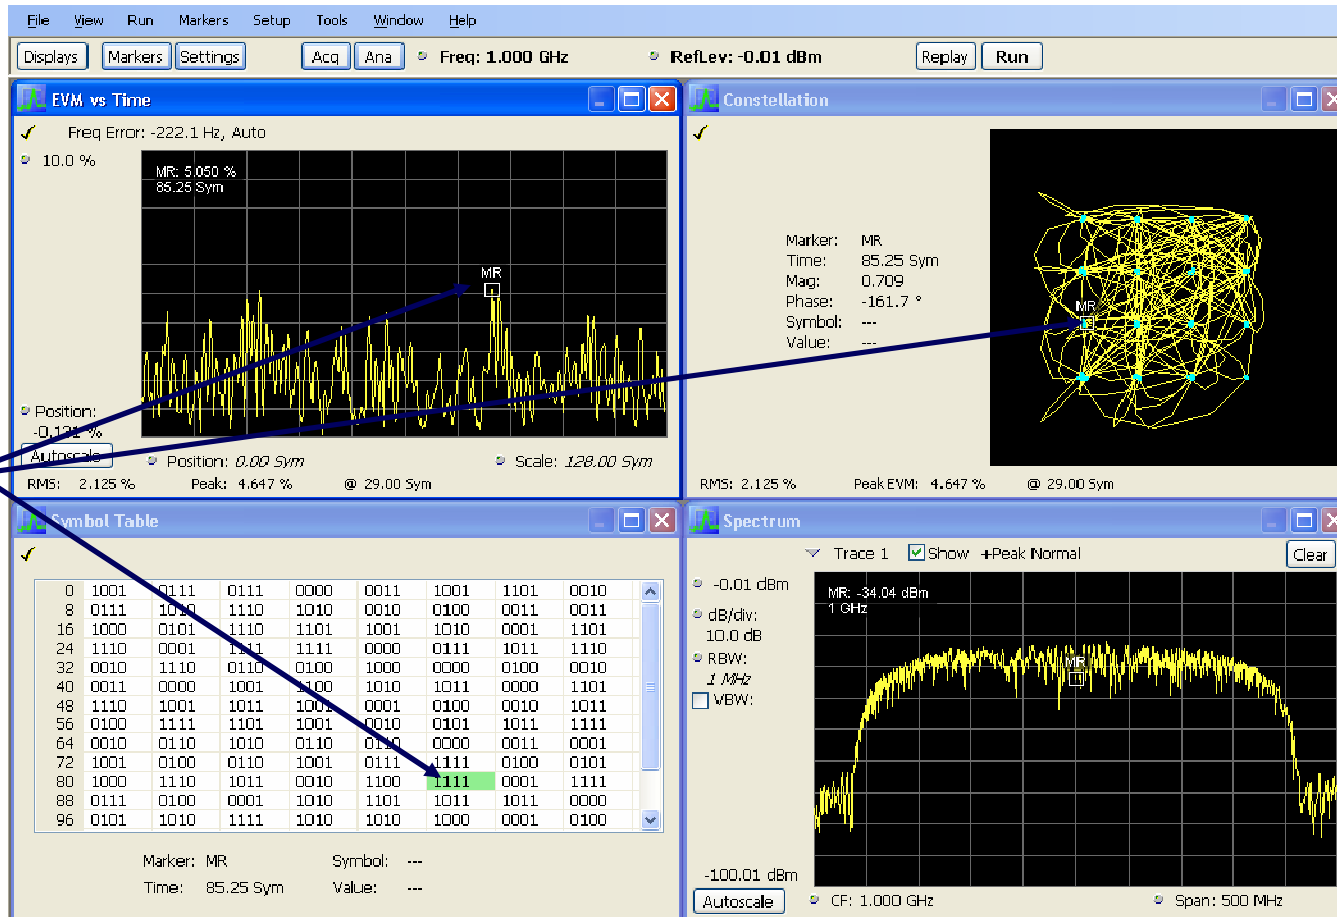 File View Run Markers Setup Tools Window Help
Displays Markers Settings Acq Ana Freq: 1.000 GHz RefLev: -0.01 dBm Replay Run
EVM vs Time
Freq Error: -222.1 Hz, Auto
10.0 %
MR: 5.050 %
85.25 Sym
MR
Position:
-0.131 %
Autoscale
Position: 0.00 Sym Scale: 128.00 Sym
RMS: 2.125 % Peak: 4.647 % @ 29.00 Sym
Constellation
Marker: MR
Time: 85.25 Sym
Mag: 0.709
Phase: -161.7 °
Symbol: ---
Value: ---
MR
RMS: 2.125 % Peak EVM: 4.647 % @ 29.00 Sym
Symbol Table
0 1001 0111 0111 0000 0011 1001 1101 0010
8 0111 1010 1110 1010 0010 0100 0011 0011
16 1000 0101 1110 1101 1001 1010 0001 1101
24 1110 0001 1111 1111 0000 0111 1011 1110
32 0010 1110 0110 0100 1000 0000 0100 0010
40 0011 0000 1001 1100 1010 1011 0000 1101
48 1110 1001 1011 1001 0001 0100 0010 1011
56 0100 1111 1101 1001 0010 0101 1011 1111
64 0010 0110 1010 0110 0110 0000 0011 0001
72 1001 0100 0110 1001 0111 1111 0100 0101
80 1000 1110 1011 0010 1100 1111 0001 1111
88 0111 0100 0001 1010 1101 1011 1011 0000
96 0101 1010 1111 1010 1010 1000 0001 0100
Marker: MR Symbol: ---
Time: 85.25 Sym Value: ---
Spectrum
Trace 1 Show +Peak Normal Clear
-0.01 dBm
dB/div:
10.0 dB
RBW:
1 MHz
VBW:
MR: -34.04 dBm
1 GHz
MR
-100.01 dBm
Autoscale CF: 1.000 GHz Span: 500 MHz